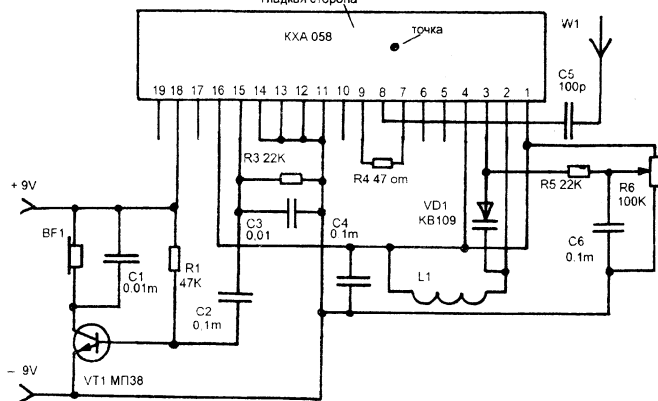 гладкая сторона
КХА 058
точка
W1
19 18 17 16 15 14 13 12 11 10 9 8 7 6 5 4 3 2 1
C5
100p
R3 22K
R4 47 om
R5 22K
R6
100K
VD1
КВ109
+ 9V
BF1
C1
0.01m
R1
47K
C3
0,01
C4
0.1m
C2
0,1m
L1
C6
0.1m
VT1 МП38
– 9V